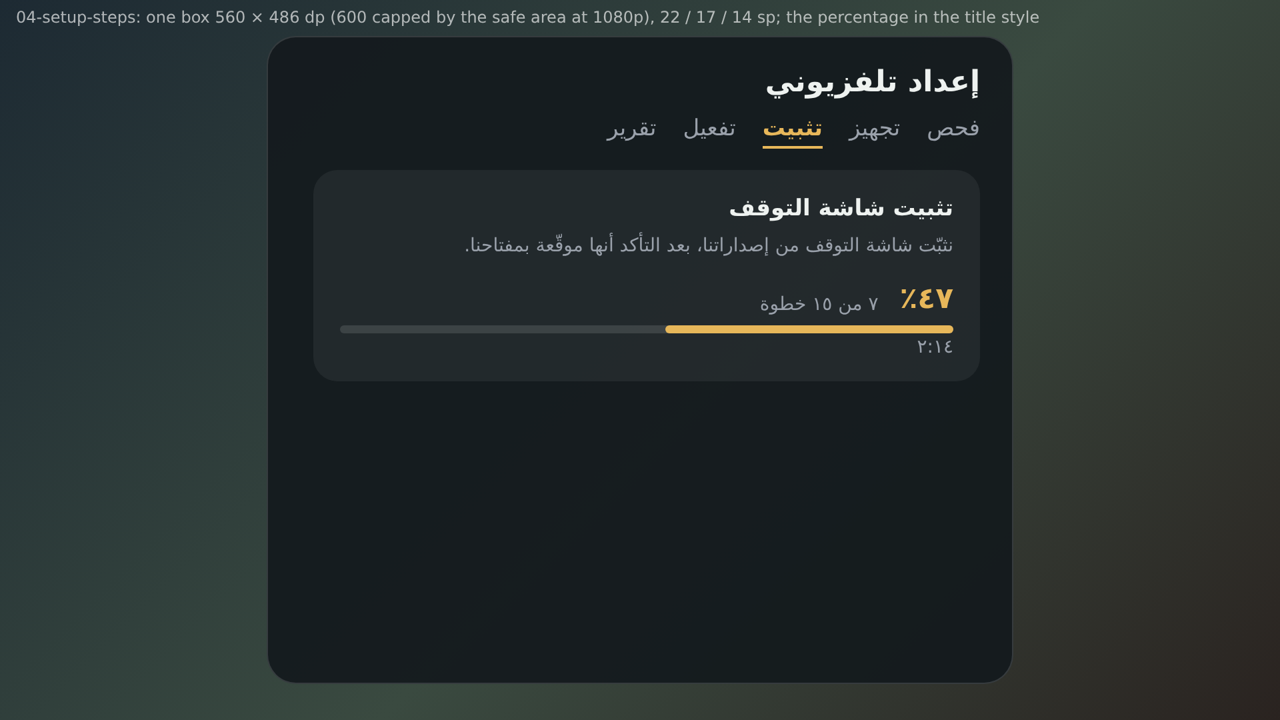 04-setup-steps: one box 560 × 486 dp (600 capped by the safe area at 1080p), 22 / 17 / 14 sp; the percentage in the title style
إعداد تلفزيوني
فحص تجهيز تثبيت تفعيل تقرير
تثبيت شاشة التوقف
نثبّت شاشة التوقف من إصداراتنا، بعد التأكد أنها موقّعة بمفتاحنا.
٤٧٪ ٧ من ١٥ خطوة
٢:١٤